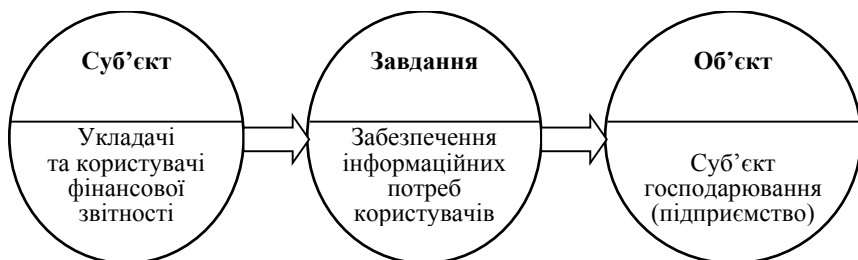 Суб’єкт
Укладачі
та користувачі
фінансової
звітності
Завдання
Забезпечення
інформаційних
потреб
користувачів
Об’єкт
Суб’єкт
господарювання
(підприємство)